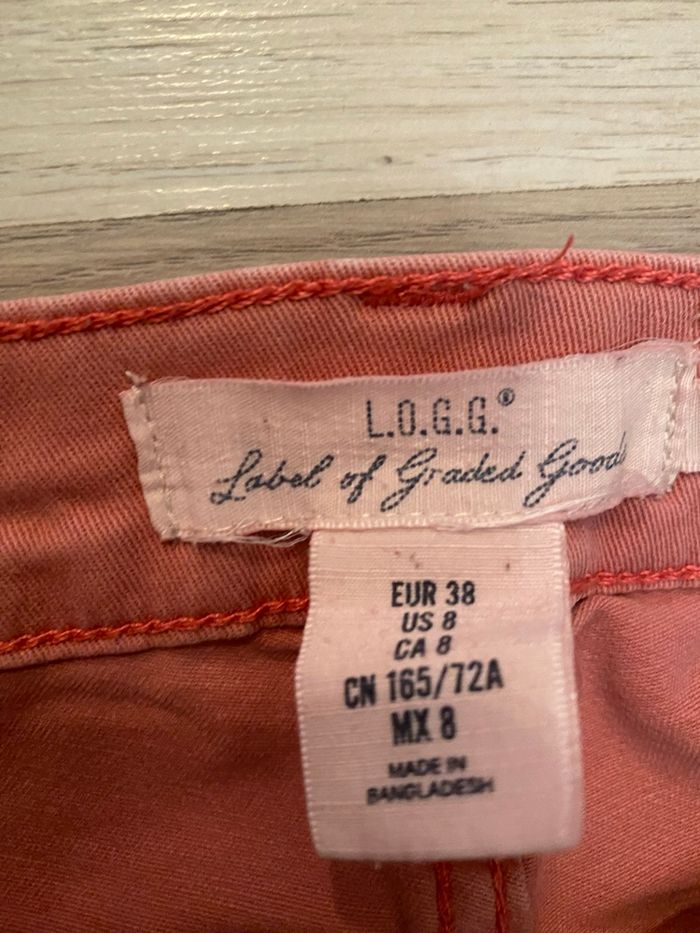 L.O.G.G.®
Label of Graded Goods
EUR 38
US 8
CA 8
CN 165/72A
MX 8
MADE IN
BANGLADESH